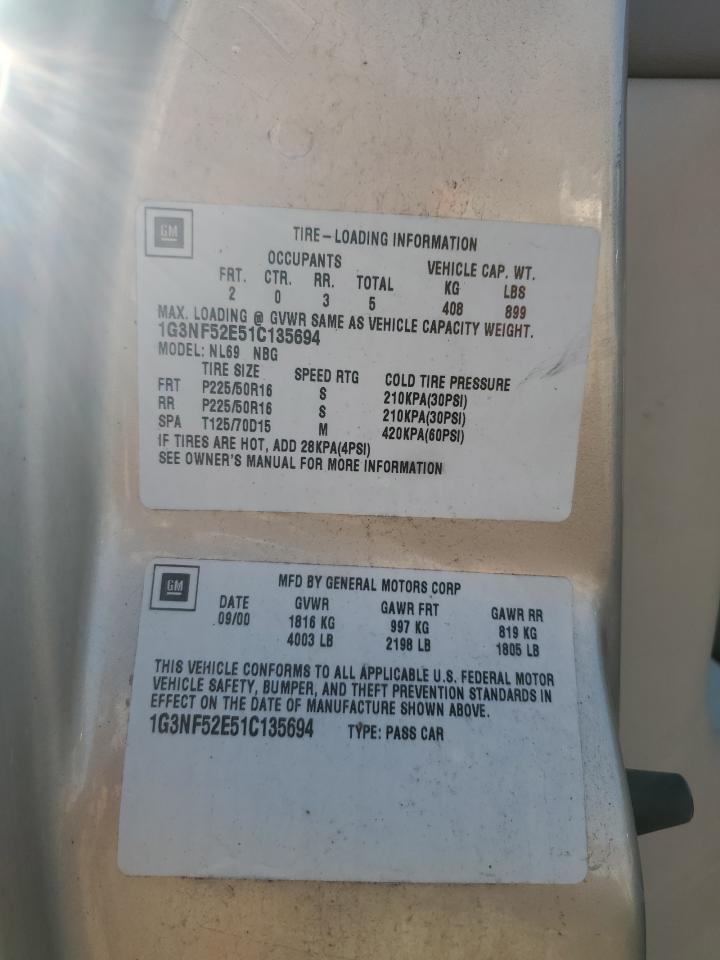 GM
TIRE-LOADING INFORMATION
OCCUPANTS VEHICLE CAP. WT.
FRT. CTR. RR. TOTAL KG LBS
2 0 3 5 408 899
MAX. LOADING @ GVWR SAME AS VEHICLE CAPACITY WEIGHT.
1G3NF52E51C135694
MODEL: NL69 NBG
TIRE SIZE SPEED RTG COLD TIRE PRESSURE
FRT P225/50R16 S 210KPA(30PSI)
RR P225/50R16 S 210KPA(30PSI)
SPA T125/70D15 M 420KPA(60PSI)
IF TIRES ARE HOT, ADD 28KPA(4PSI)
SEE OWNER'S MANUAL FOR MORE INFORMATION
GM
MFD BY GENERAL MOTORS CORP
DATE GVWR GAWR FRT GAWR RR
09/00 1816 KG 997 KG 819 KG
4003 LB 2198 LB 1805 LB
THIS VEHICLE CONFORMS TO ALL APPLICABLE U.S. FEDERAL MOTOR
VEHICLE SAFETY, BUMPER, AND THEFT PREVENTION STANDARDS IN
EFFECT ON THE DATE OF MANUFACTURE SHOWN ABOVE.
1G3NF52E51C135694 TYPE: PASS CAR